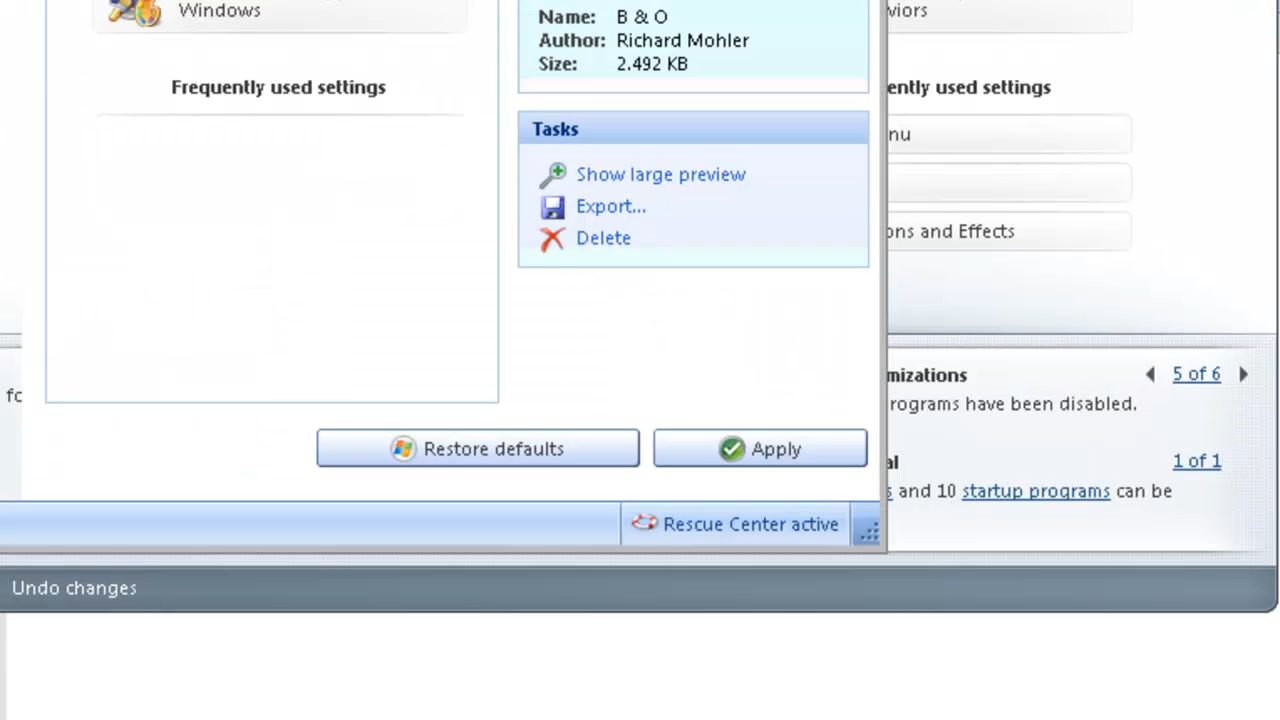 Windows
Frequently used settings
Name: B & O
Author: Richard Mohler
Size: 2.492 KB
Tasks
Show large preview
Export...
Delete
Restore defaults
Apply
Rescue Center active
viors
ently used settings
nu
ons and Effects
fo
mizations
5 of 6
rograms have been disabled.
al
1 of 1
s and 10 startup programs can be
Undo changes